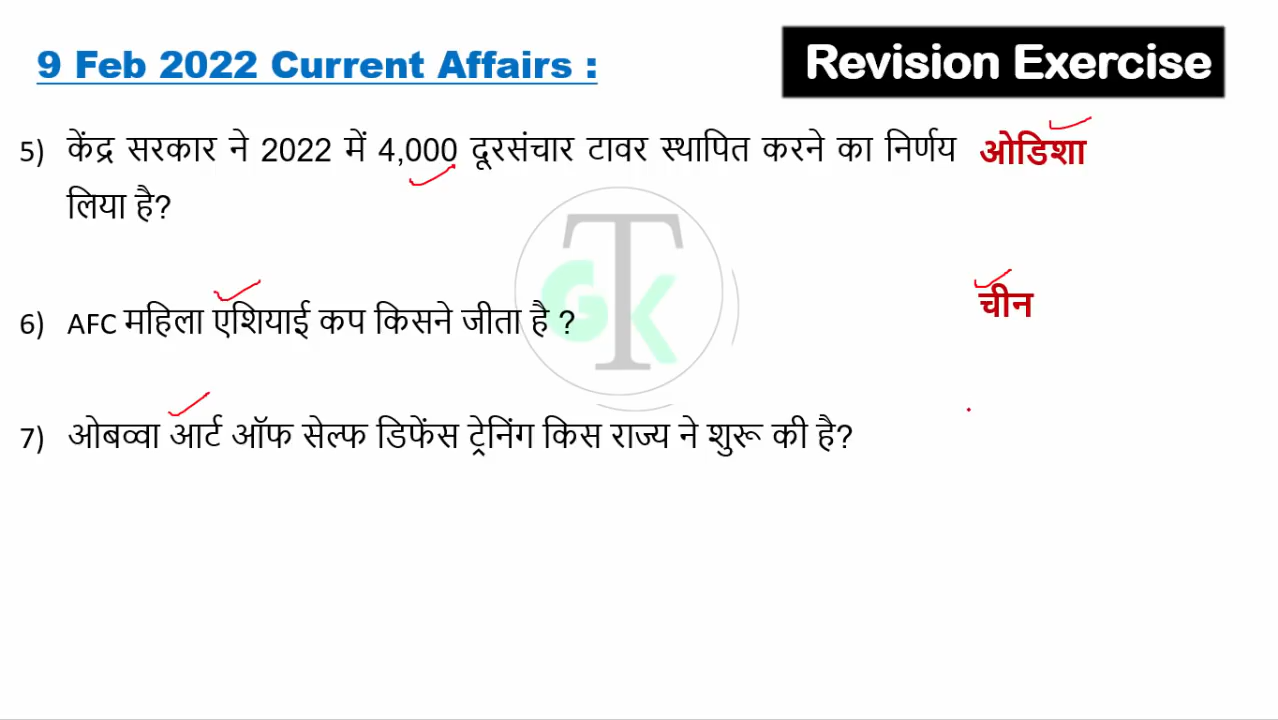 9 Feb 2022 Current Affairs :
Revision Exercise
5) केंद्र सरकार ने 2022 में 4,000 दूरसंचार टावर स्थापित करने का निर्णय
ओडिशा
लिया है?
6) AFC महिला एशियाई कप किसने जीता है ?
चीन
7) ओबव्वा आर्ट ऑफ सेल्फ डिफेंस ट्रेनिंग किस राज्य ने शुरू की है?
T
GK